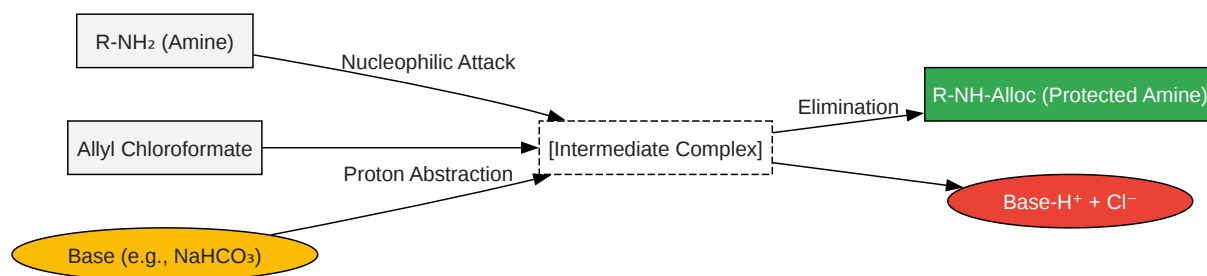 R-NH₂ (Amine)
Nucleophilic Attack
Allyl Chloroformate
Proton Abstraction
Base (e.g., NaHCO₃)
[Intermediate Complex]
Elimination
R-NH-Alloc (Protected Amine)
Base-H⁺ + Cl⁻